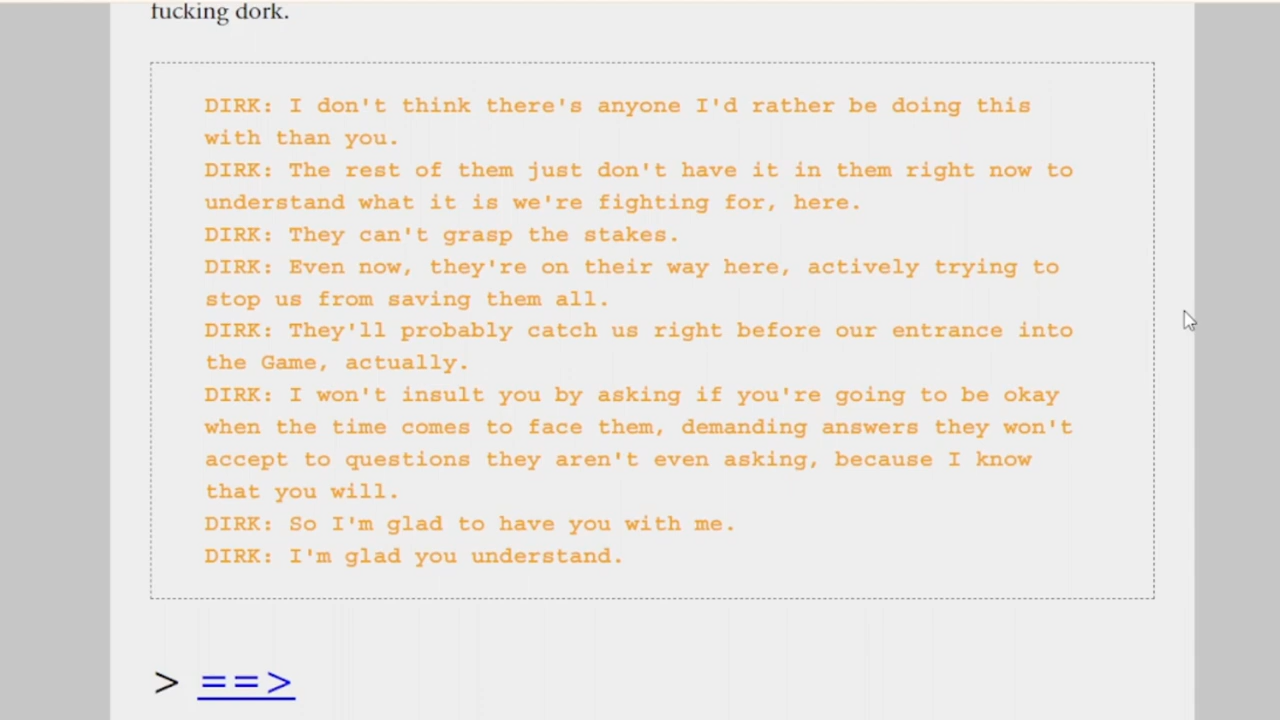 fucking dork.
DIRK: I don't think there's anyone I'd rather be doing this
with than you.
DIRK: The rest of them just don't have it in them right now to
understand what it is we're fighting for, here.
DIRK: They can't grasp the stakes.
DIRK: Even now, they're on their way here, actively trying to
stop us from saving them all.
DIRK: They'll probably catch us right before our entrance into
the Game, actually.
DIRK: I won't insult you by asking if you're going to be okay
when the time comes to face them, demanding answers they won't
accept to questions they aren't even asking, because I know
that you will.
DIRK: So I'm glad to have you with me.
DIRK: I'm glad you understand.
> ==>